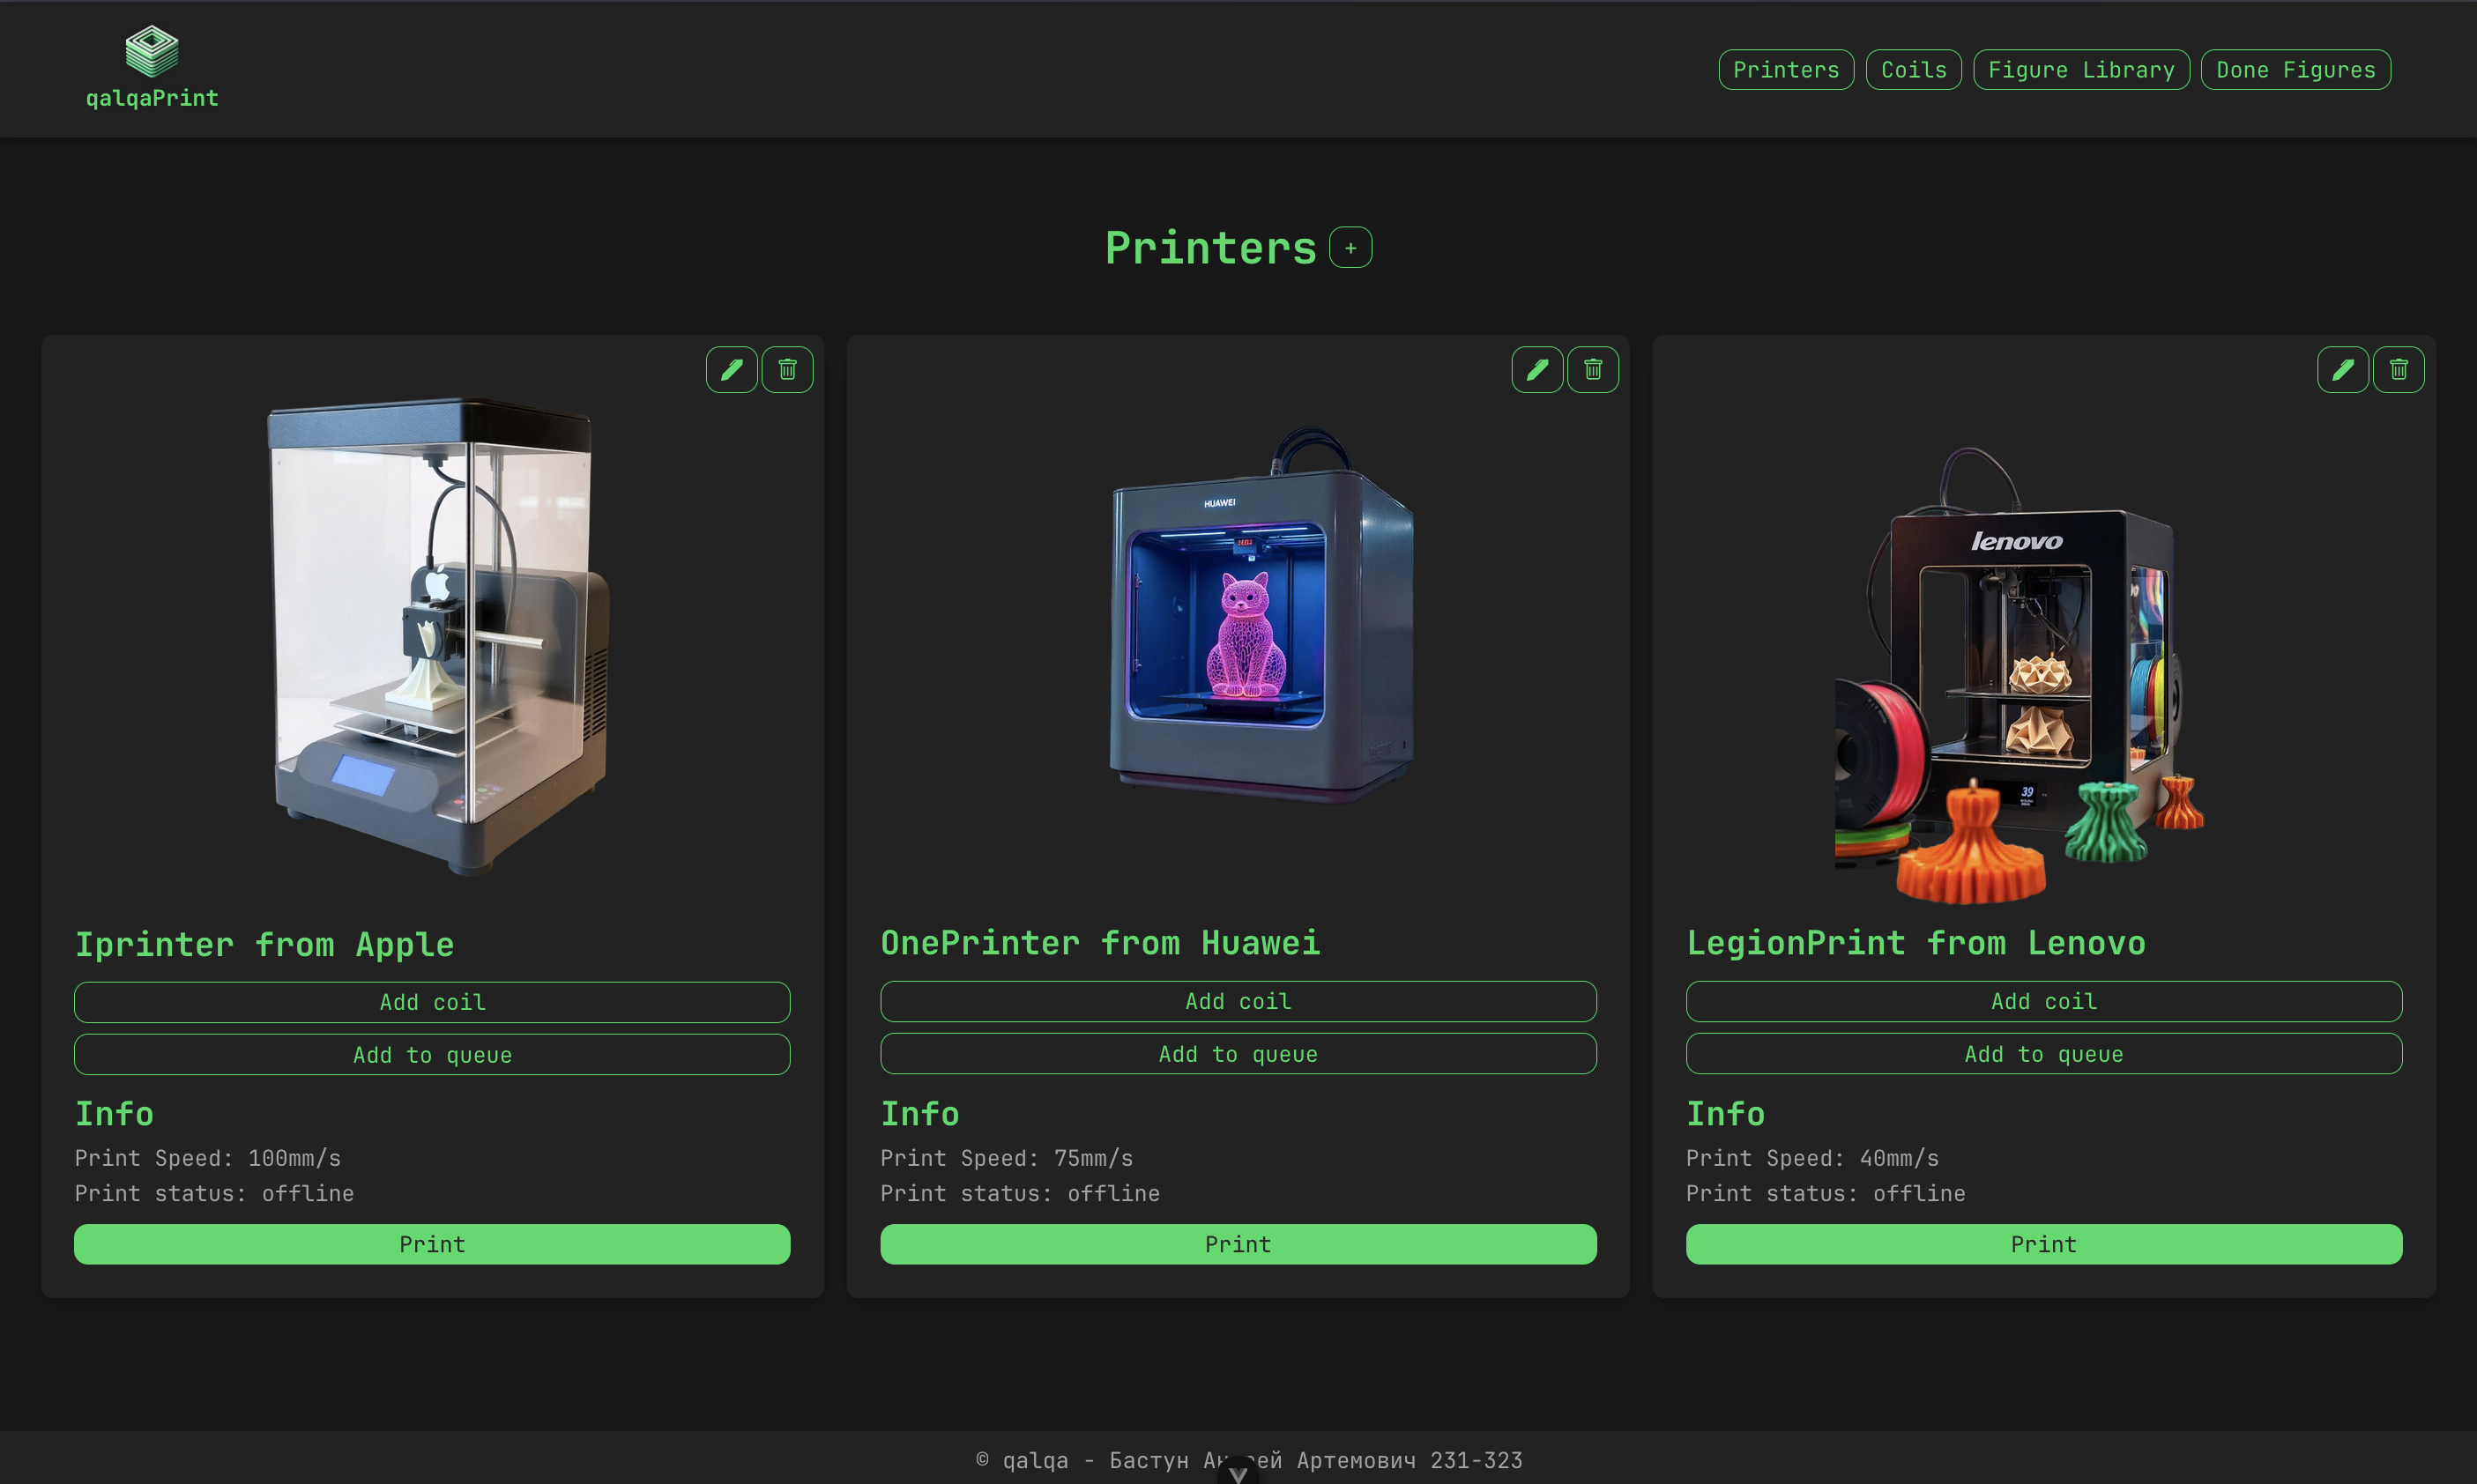 qalqaPrint
Printers
Coils
Figure Library
Done Figures
Printers +
HUAWEI
lenovo
39
Iprinter from Apple
Add coil
Add to queue
Info
Print Speed: 100mm/s
Print status: offline
Print
OnePrinter from Huawei
Add coil
Add to queue
Info
Print Speed: 75mm/s
Print status: offline
Print
LegionPrint from Lenovo
Add coil
Add to queue
Info
Print Speed: 40mm/s
Print status: offline
Print
© qalqa - Бастун Артемович 231-323